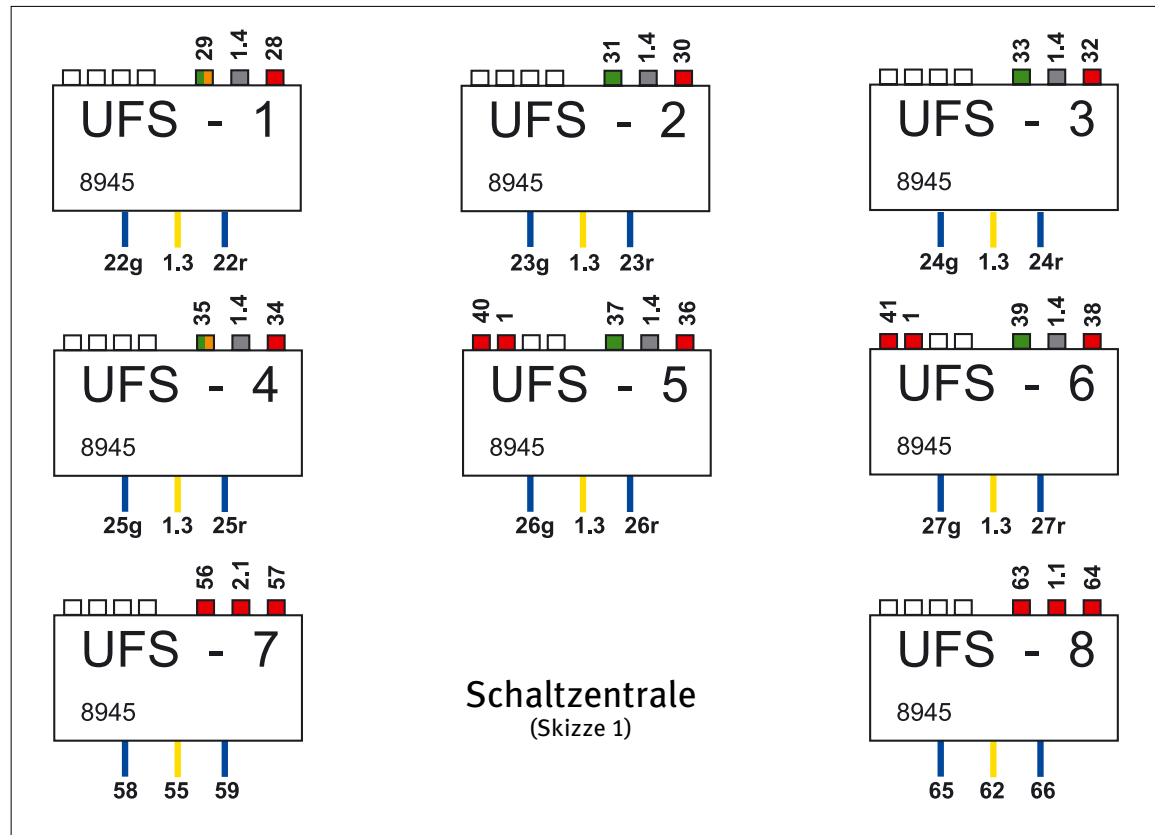 29 1.4 28
UFS - 1
8945
22g 1.3 22r
31 1.4 30
UFS - 2
8945
23g 1.3 23r
33 1.4 32
UFS - 3
8945
24g 1.3 24r
35 1.4 34
UFS - 4
8945
25g 1.3 25r
40 1 37 1.4 36
UFS - 5
8945
26g 1.3 26r
41 1 39 1.4 38
UFS - 6
8945
27g 1.3 27r
56 2.1 57
UFS - 7
8945
58 55 59
Schaltzentrale
(Skizze 1)
63 1.1 64
UFS - 8
8945
65 62 66